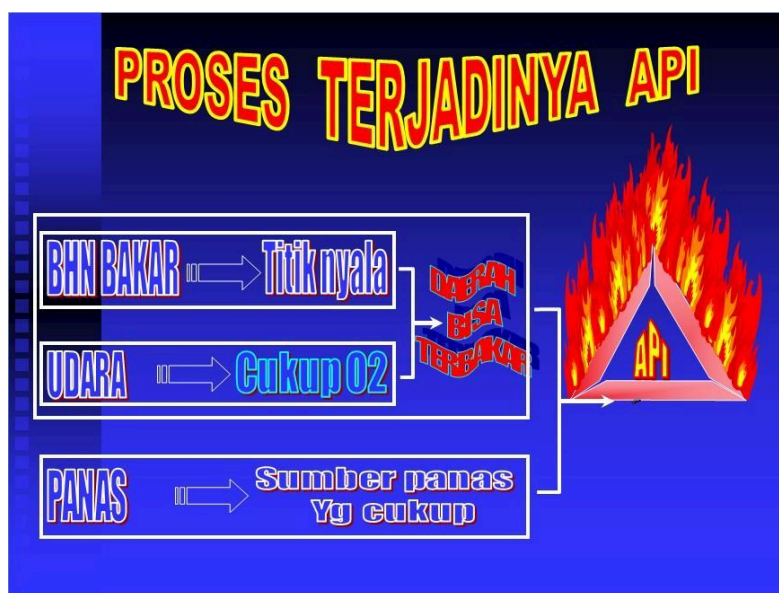 PROSES TERJADINYA API
BHN BAKAR
Titik nyala
UDARA
Cukup O2
DAERAH
BISA
TERBAKAR
PANAS
Sumber panas
Yg cukup
API